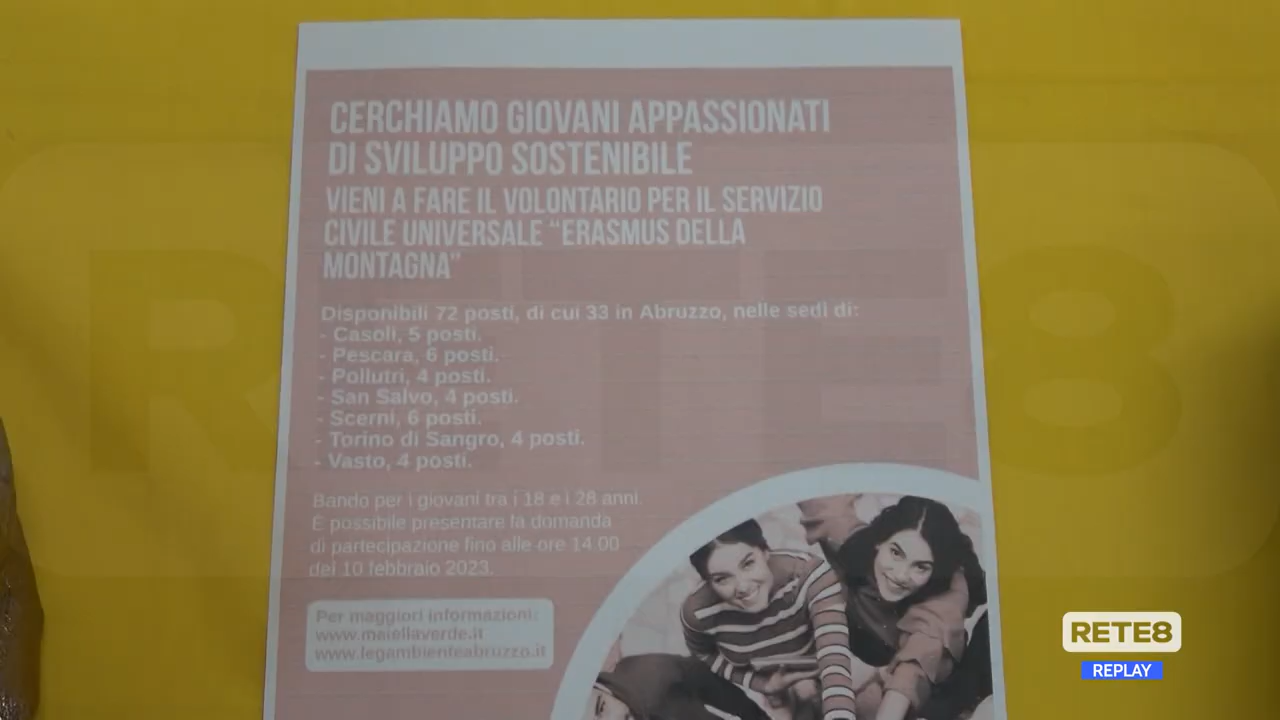 CERCHIAMO GIOVANI APPASSIONATI
DI SVILUPPO SOSTENIBILE
VIENI A FARE IL VOLONTARIO PER IL SERVIZIO
CIVILE UNIVERSALE "ERASMUS DELLA
MONTAGNA"
Disponibili 72 posti, di cui 33 in Abruzzo, nelle sedi di:
- Casoli, 5 posti.
- Pescara, 6 posti.
- Pollutri, 4 posti.
- San Salvo, 4 posti.
- Scerni, 6 posti.
- Torino di Sangro, 4 posti.
- Vasto, 4 posti.
Bando per i giovani tra i 18 e i 28 anni.
È possibile presentare la domanda
di partecipazione fino alle ore 14.00
del 10 febbraio 2023.
Per maggiori informazioni:
www.maiellaverde.it
www.legambienteabruzzo.it
RETE8
RETE8
REPLAY